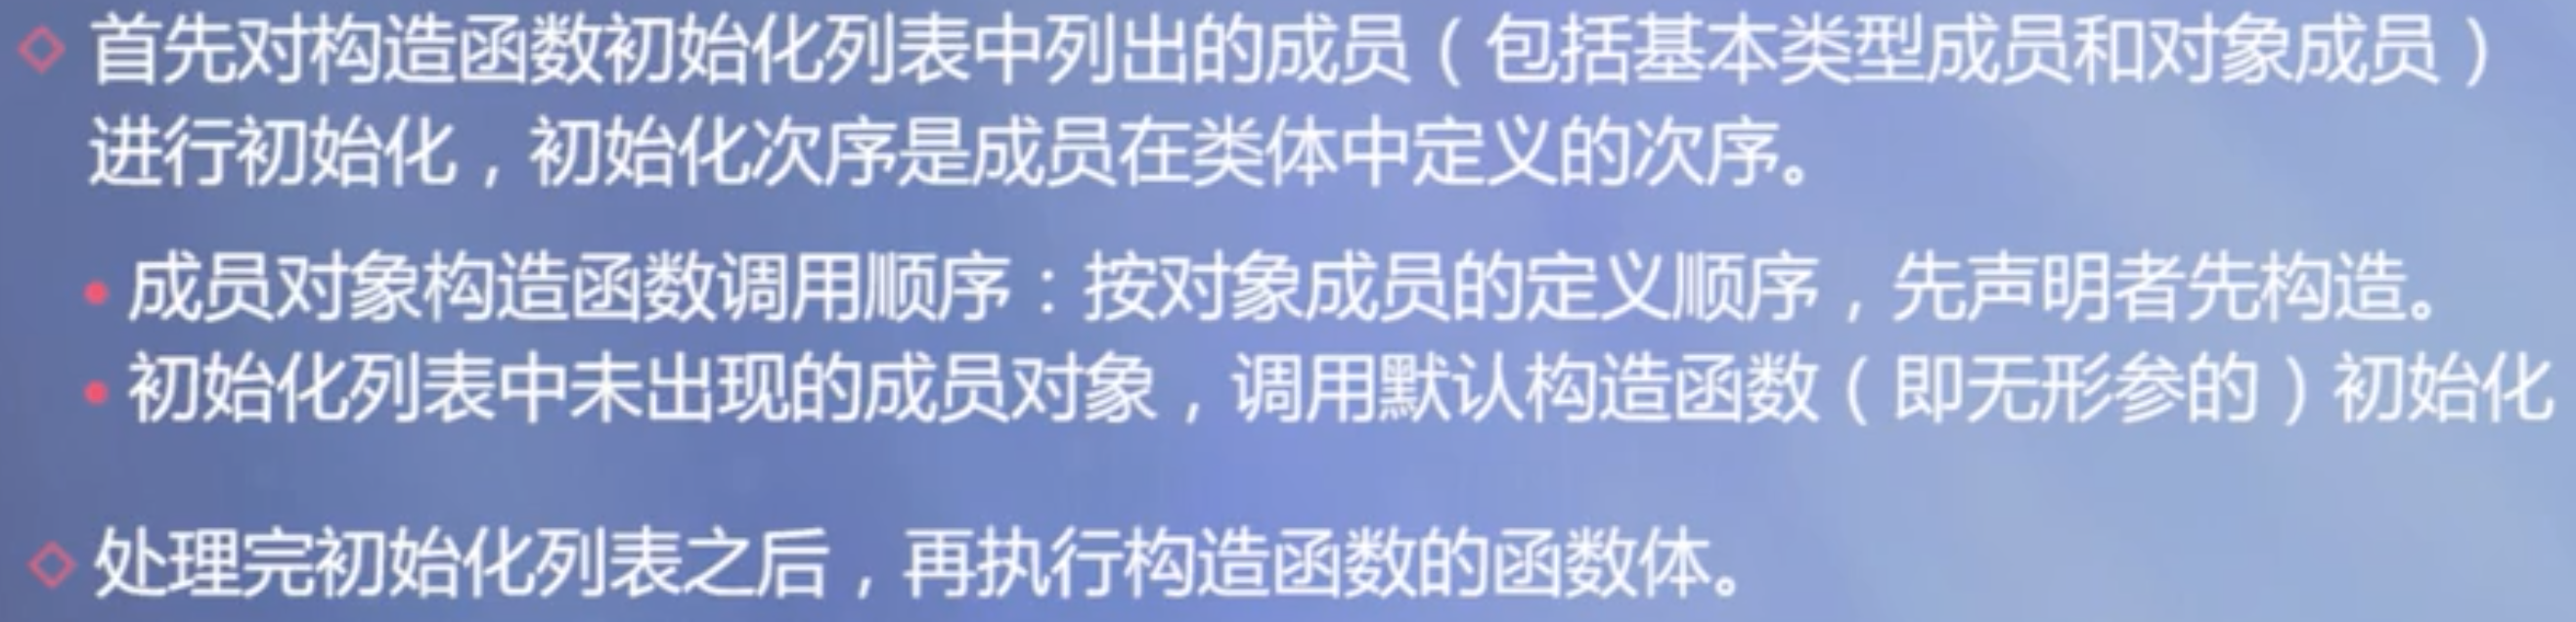 首先对构造函数初始化列表中列出的成员（包括基本类型成员和对象成员）
进行初始化，初始化次序是成员在类体中定义的次序。
成员对象构造函数调用顺序：按对象成员的定义顺序，先声明者先构造。
初始化列表中未出现的成员对象，调用默认构造函数（即无形参的）初始化
处理完初始化列表之后，再执行构造函数的函数体。